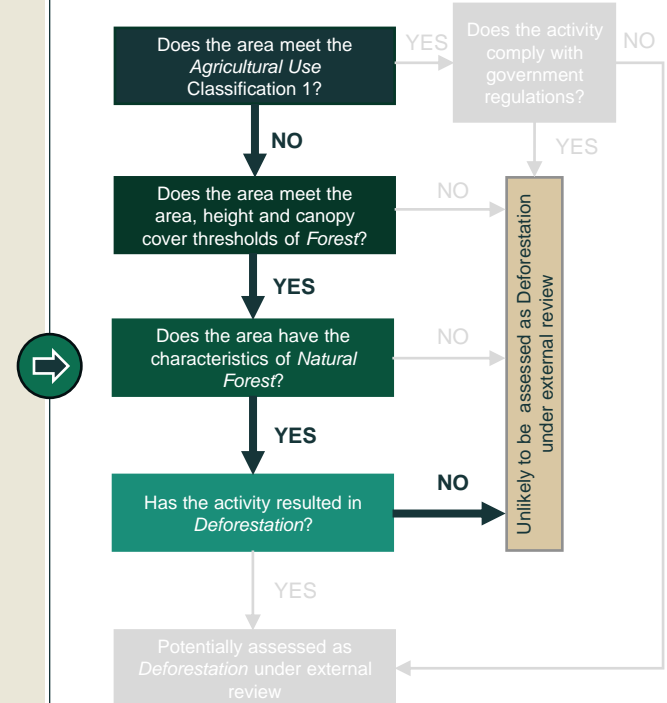 Does the area meet the
Agricultural Use
Classification 1?
YES
Does the activity
comply with
government
regulations?
NO
NO
YES
Does the area meet the
area, height and canopy
cover thresholds of Forest?
NO
YES
Does the area have the
characteristics of Natural
Forest?
NO
Unlikely to be assessed as Deforestation
under external review
YES
Has the activity resulted in
Deforestation?
NO
YES
Potentially assessed as
Deforestation under external
review